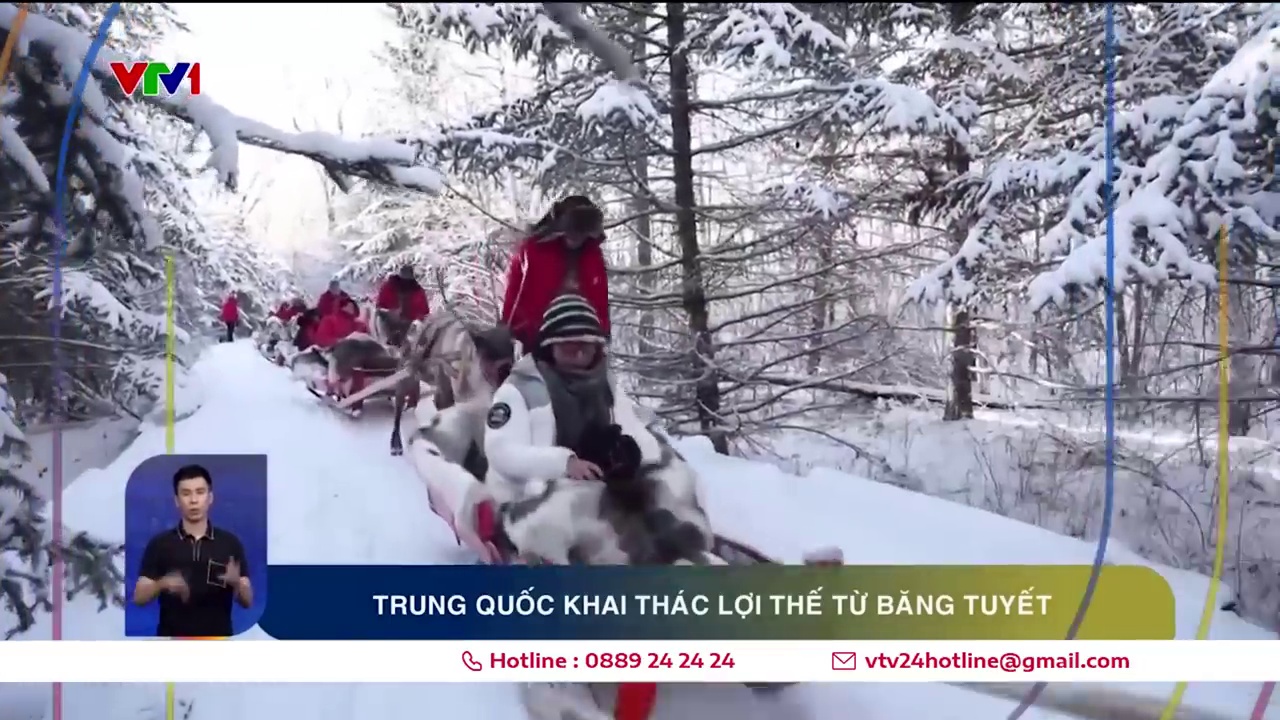 VTV1
TRUNG QUỐC KHAI THÁC LỢI THẾ TỪ BĂNG TUYẾT
Hotline : 0889 24 24 24
vtv24hotline@gmail.com